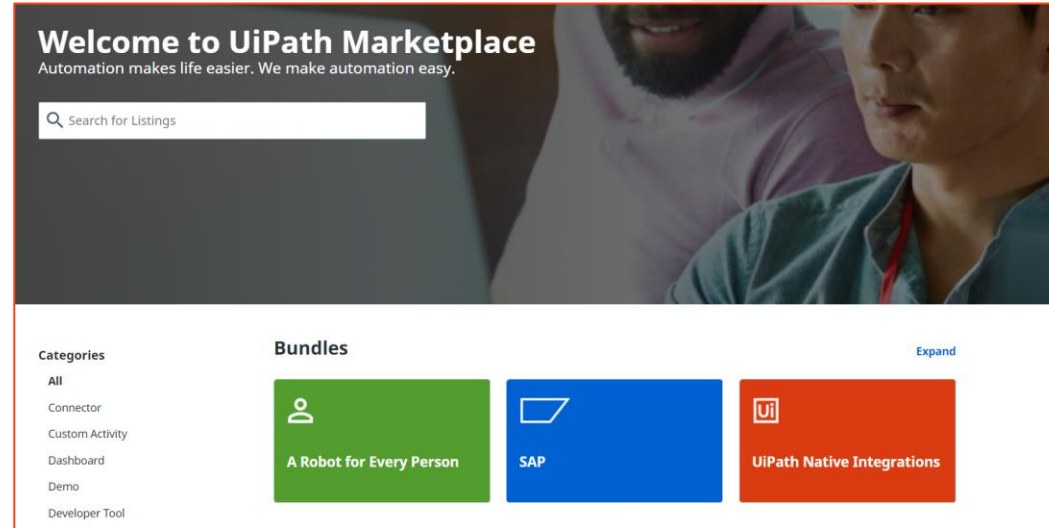 Welcome to UiPath Marketplace
Automation makes life easier. We make automation easy.
Search for Listings
Categories
All
Connector
Custom Activity
Dashboard
Demo
Developer Tool
Bundles
Expand
A Robot for Every Person
SAP
Ui
UiPath Native Integrations